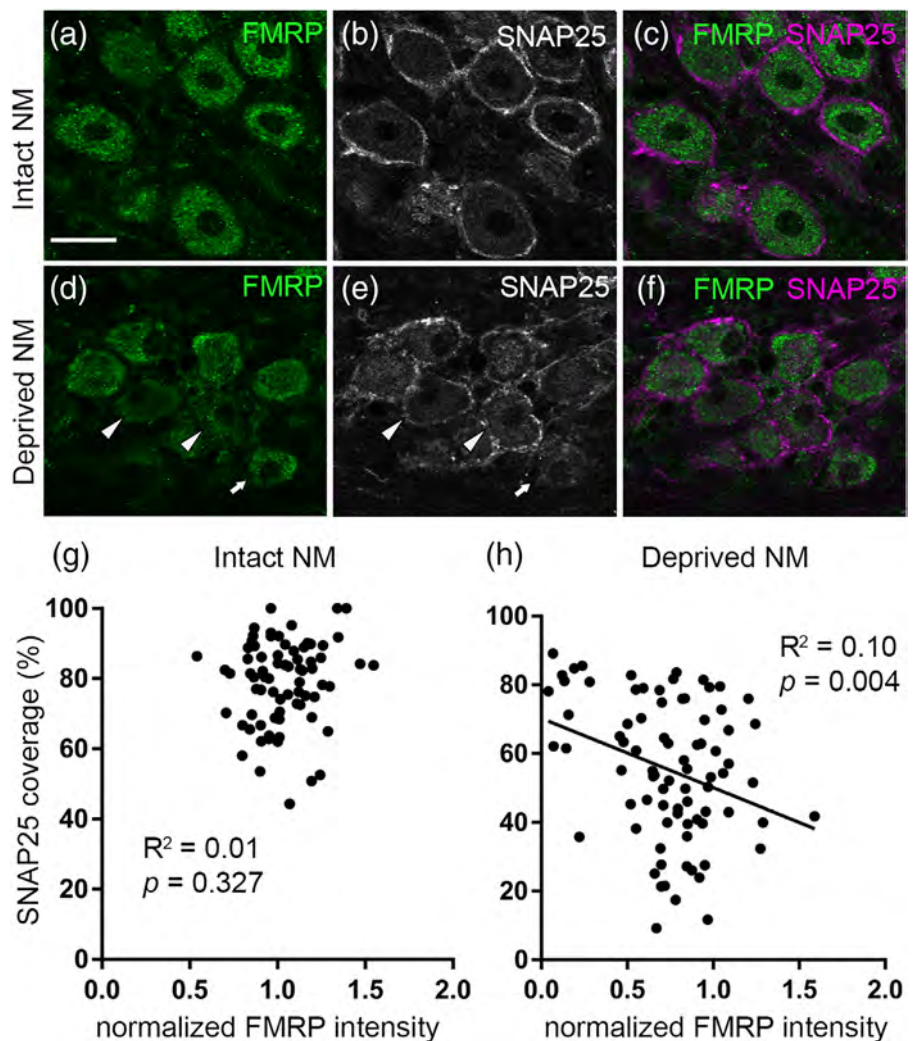 (a) FMRP (b) SNAP25 (c) FMRP SNAP25
Intact NM
(d) FMRP (e) SNAP25 (f) FMRP SNAP25
Deprived NM
(g) Intact NM
100
80
60
40
20
0
SNAP25 coverage (%)
R² = 0.01
p = 0.327
0.0 0.5 1.0 1.5 2.0
normalized FMRP intensity
(h) Deprived NM
100
80
60
40
20
0
R² = 0.10
p = 0.004
0.0 0.5 1.0 1.5 2.0
normalized FMRP intensity